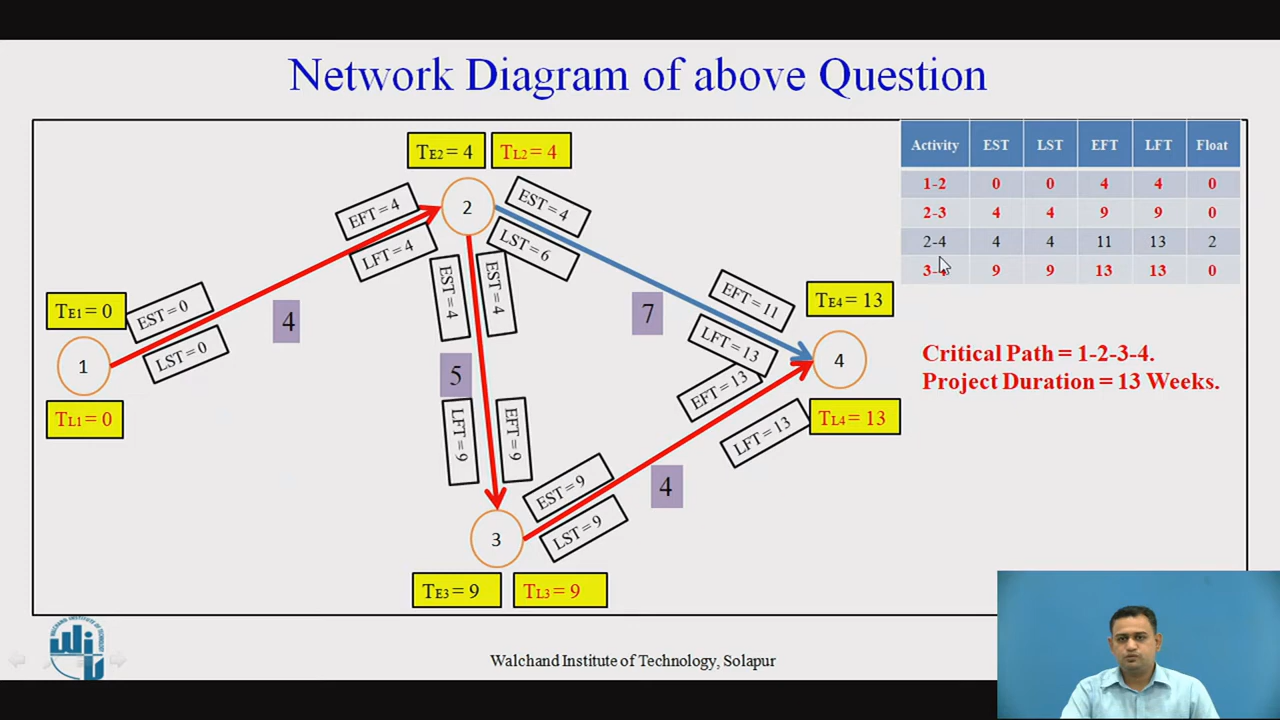 Network Diagram of above Question
TE2 = 4
TL2 = 4
EST = 4
LST = 6
EFT = 4
LFT = 4
2
TE1 = 0
EST = 0
LST = 0
1
TL1 = 0
4
EST = 4
EST = 4
5
LFT = 9
EFT = 9
7
EFT = 11
LFT = 13
EFT = 13
LFT = 13
TE4 = 13
4
TL4 = 13
EST = 9
LST = 9
4
3
TE3 = 9
TL3 = 9
Activity EST LST EFT LFT Float
1-2 0 0 4 4 0
2-3 4 4 9 9 0
2-4 4 4 11 13 2
3-4 9 9 13 13 0
Critical Path = 1-2-3-4.
Project Duration = 13 Weeks.
Walchand Institute of Technology, Solapur